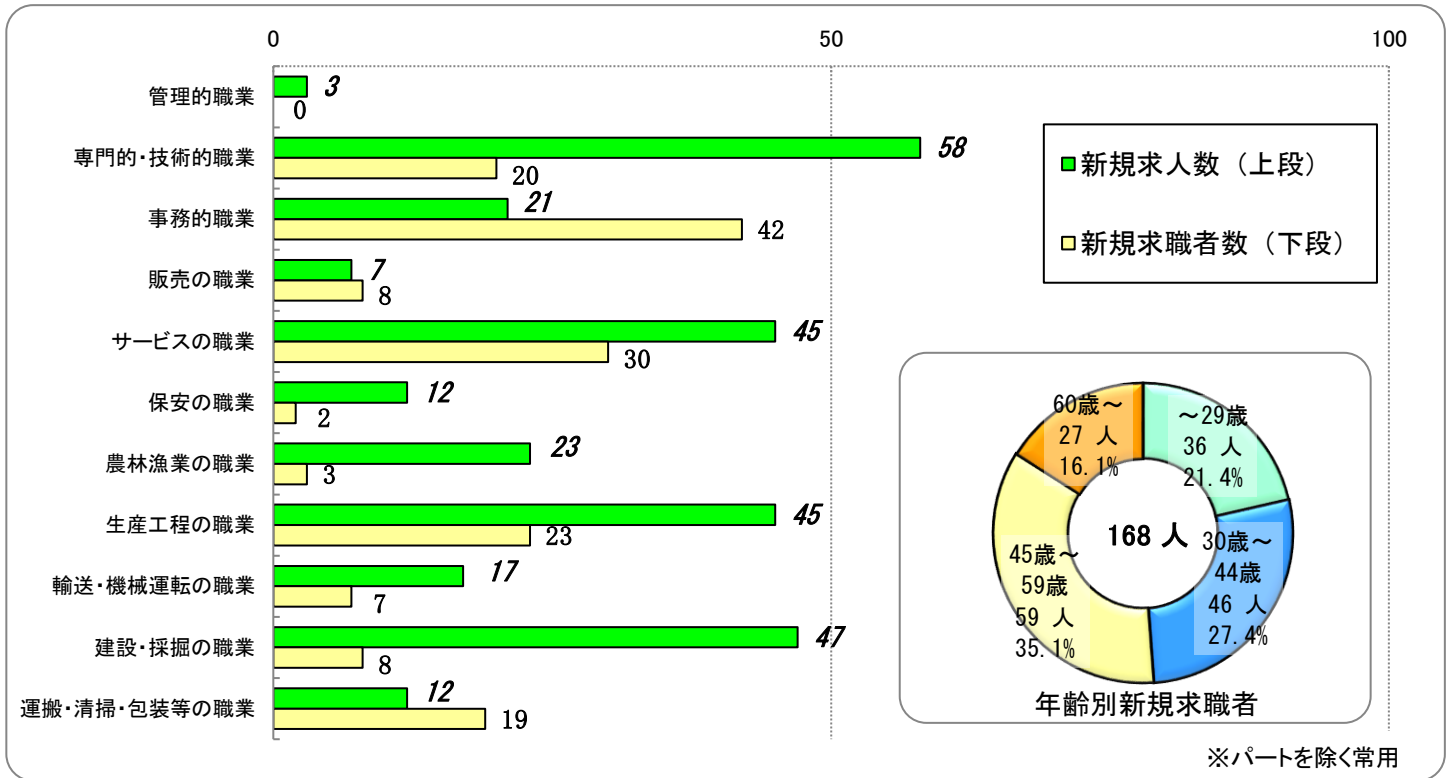 0 50 100
管理的職業 3
0
専門的・技術的職業 58
20
事務的職業 21
42
販売の職業 7
8
サービスの職業 45
30
保安の職業 12
2
農林漁業の職業 23
3
生産工程の職業 45
23
輸送・機械運転の職業 17
7
建設・採掘の職業 47
8
運搬・清掃・包装等の職業 12
19
新規求人数（上段）
新規求職者数（下段）
～29歳
36 人
21.4%
30歳～
44歳
46 人
27.4%
45歳～
59歳
59 人
35.1%
60歳～
27 人
16.1%
168 人
年齢別新規求職者
※パートを除く常用